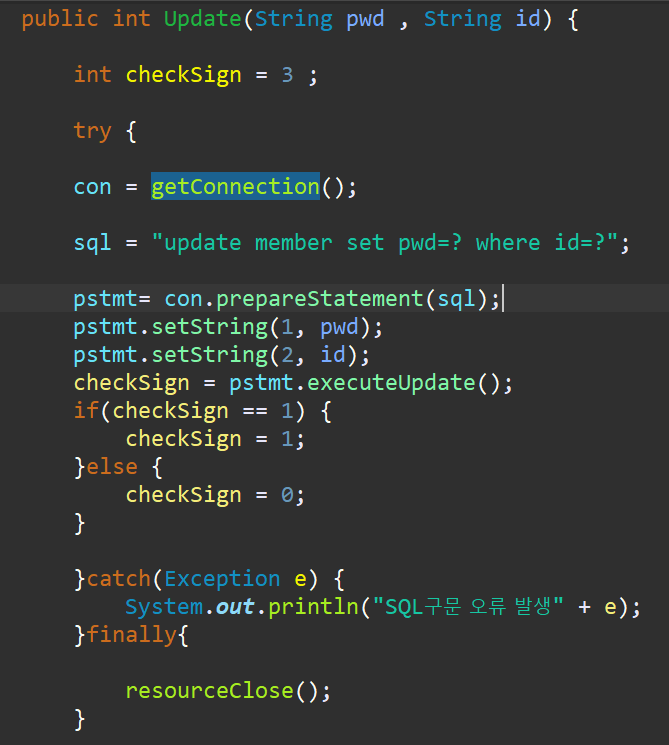 public int Update(String pwd , String id) {
int checkSign = 3 ;
try {
con = getConnection();
sql = "update member set pwd=? where id=?";
pstmt= con.prepareStatement(sql);
pstmt.setString(1, pwd);
pstmt.setString(2, id);
checkSign = pstmt.executeUpdate();
if(checkSign == 1) {
checkSign = 1;
}else {
checkSign = 0;
}
}catch(Exception e) {
System.out.println("SQL구문 오류 발생" + e);
}finally{
resourceClose();
}